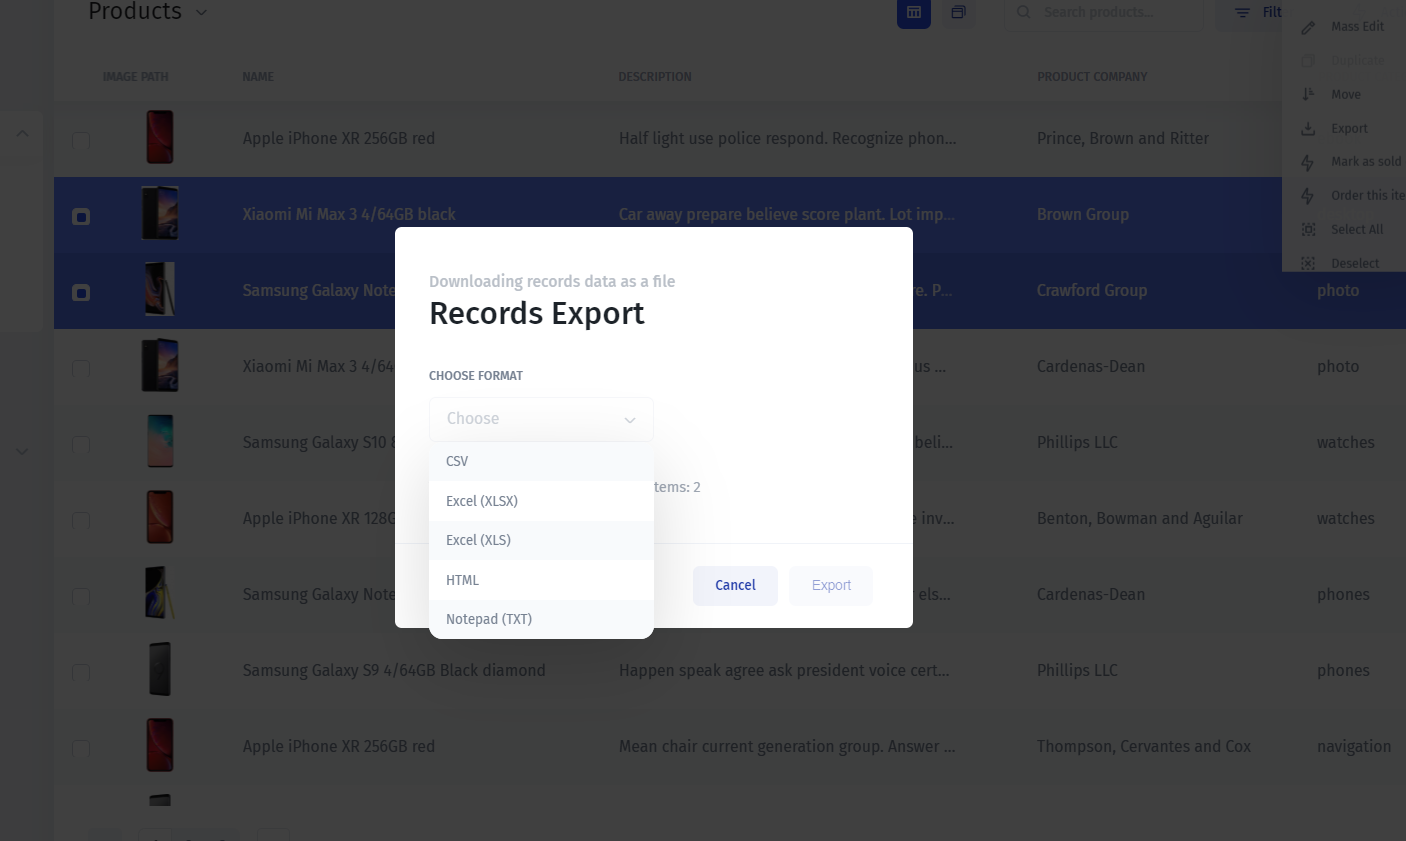 Products
Search products...
Filt
Mass Edit
Duplicate
Move
Export
Mark as sold
Order this ite
Select All
Deselect
IMAGE PATH NAME DESCRIPTION PRODUCT COMPANY
Apple iPhone XR 256GB red Half light use police respond. Recognize phon... Prince, Brown and Ritter
Xiaomi Mi Max 3 4/64GB black Car away prepare believe score plant. Lot imp... Brown Group
Samsung Galaxy Note re. P... Crawford Group photo
Xiaomi Mi Max 3 4/64 us ... Cardenas-Dean photo
Samsung Galaxy S10 beli... Phillips LLC watches
Apple iPhone XR 128G e inv... Benton, Bowman and Aguilar watches
Samsung Galaxy Note r els... Cardenas-Dean phones
Samsung Galaxy S9 4/64GB Black diamond Happen speak agree ask president voice cert... Phillips LLC phones
Apple iPhone XR 256GB red Mean chair current generation group. Answer ... Thompson, Cervantes and Cox navigation
Downloading records data as a file
Records Export
CHOOSE FORMAT
Choose
CSV
Excel (XLSX)
Excel (XLS)
HTML
Notepad (TXT)
tems: 2
Cancel Export